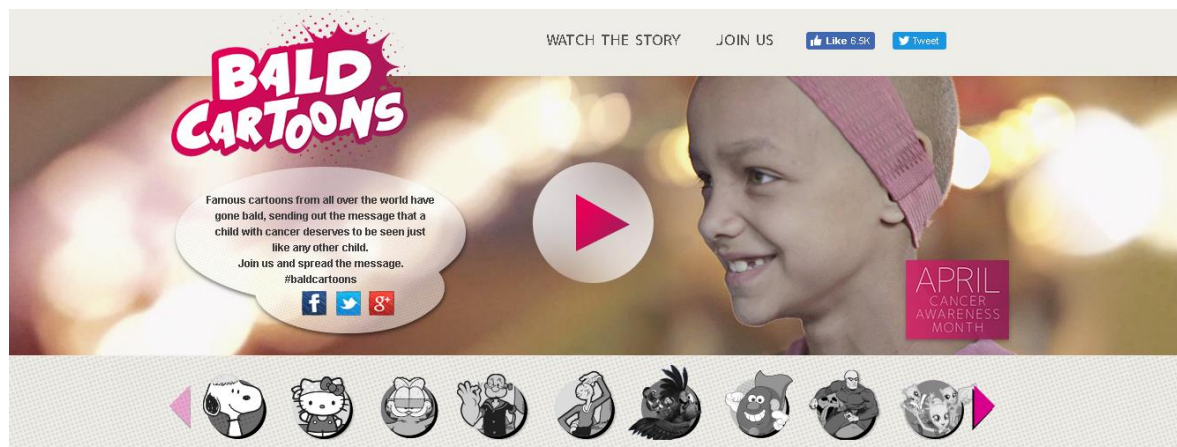 BALD
CARTOONS
WATCH THE STORY
JOIN US
Like 6.5K
Tweet
Famous cartoons from all over the world have
gone bald, sending out the message that a
child with cancer deserves to be seen just
like any other child.
Join us and spread the message.
#baldcartoons
f
g+
APRIL
CANCER
AWARENESS
MONTH